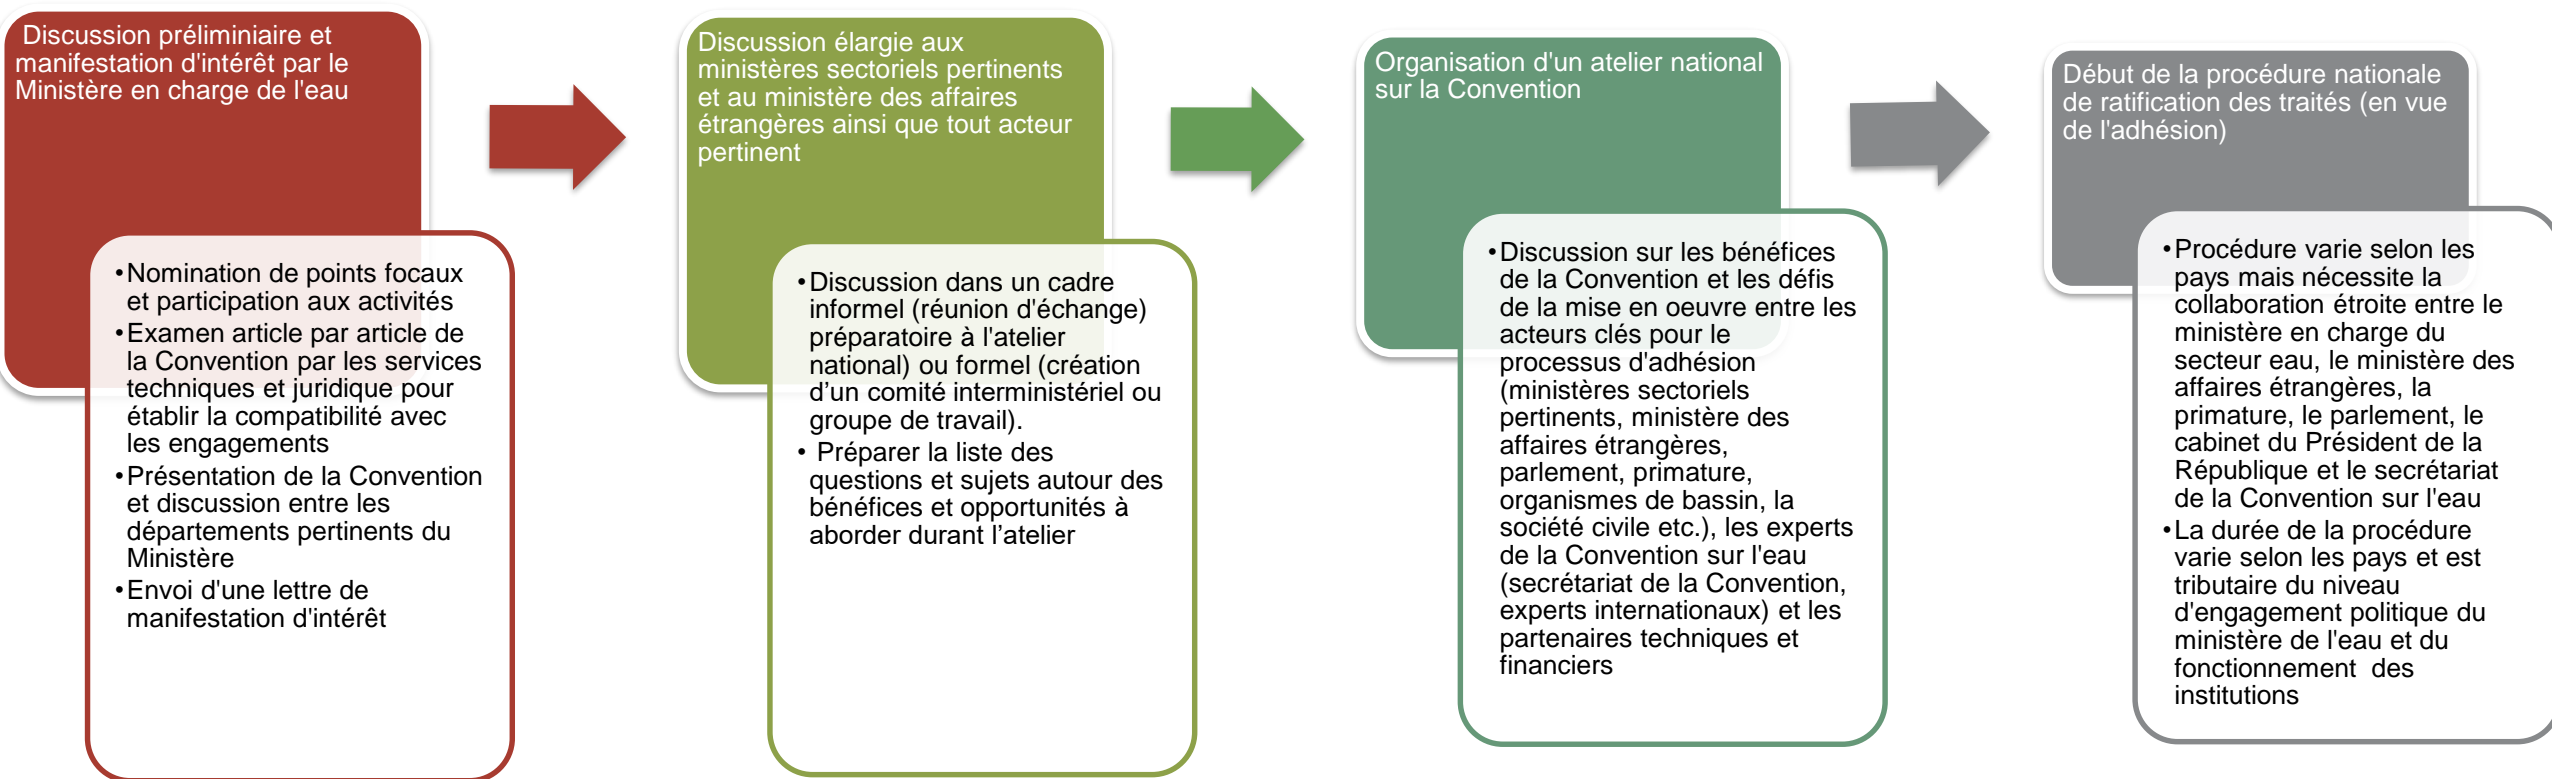 Discussion préliminiaire et
manifestation d'intérêt par le
Ministère en charge de l'eau
•Nomination de points focaux
et participation aux activités
•Examen article par article de
la Convention par les services
techniques et juridique pour
établir la compatibilité avec
les engagements
•Présentation de la Convention
et discussion entre les
départements pertinents du
Ministère
•Envoi d'une lettre de
manifestation d'intérêt
Discussion élargie aux
ministères sectoriels pertinents
et au ministère des affaires
étrangères ainsi que tout acteur
pertinent
•Discussion dans un cadre
informel (réunion d'échange)
préparatoire à l'atelier
national) ou formel (création
d’un comité interministériel ou
groupe de travail).
• Préparer la liste des
questions et sujets autour des
bénéfices et opportunités à
aborder durant l’atelier
Organisation d'un atelier national
sur la Convention
•Discussion sur les bénéfices
de la Convention et les défis
de la mise en oeuvre entre les
acteurs clés pour le
processus d'adhésion
(ministères sectoriels
pertinents, ministère des
affaires étrangères,
parlement, primature,
organismes de bassin, la
société civile etc.), les experts
de la Convention sur l'eau
(secrétariat de la Convention,
experts internationaux) et les
partenaires techniques et
financiers
Début de la procédure nationale
de ratification des traités (en vue
de l'adhésion)
•Procédure varie selon les
pays mais nécessite la
collaboration étroite entre le
ministère en charge du
secteur eau, le ministère des
affaires étrangères, la
primature, le parlement, le
cabinet du Président de la
République et le secrétariat
de la Convention sur l'eau
•La durée de la procédure
varie selon les pays et est
tributaire du niveau
d'engagement politique du
ministère de l'eau et du
fonctionnement des
institutions